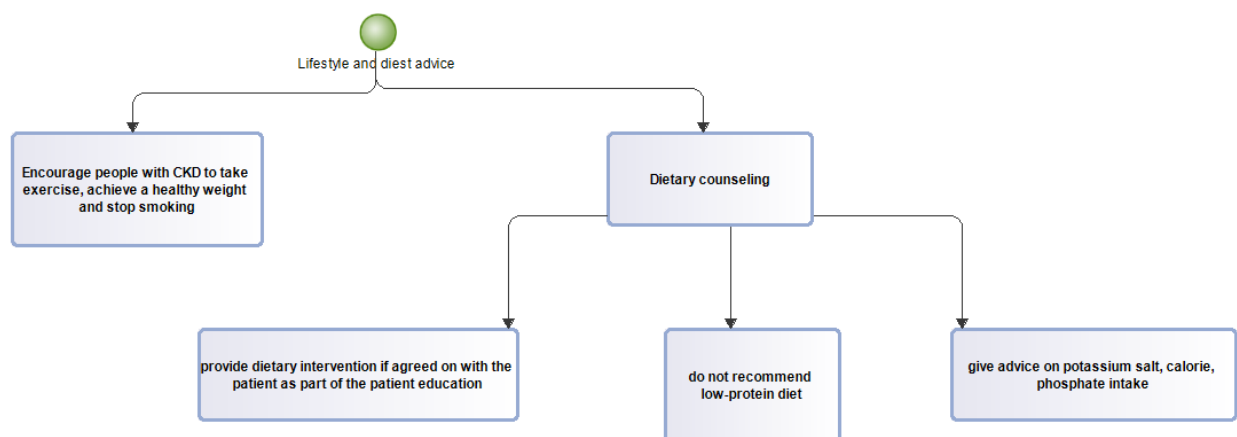 Lifestyle and diest advice
Encourage people with CKD to take
exercise, achieve a healthy weight
and stop smoking
Dietary counseling
provide dietary intervention if agreed on with the
patient as part of the patient education
do not recommend
low-protein diet
give advice on potassium salt, calorie,
phosphate intake